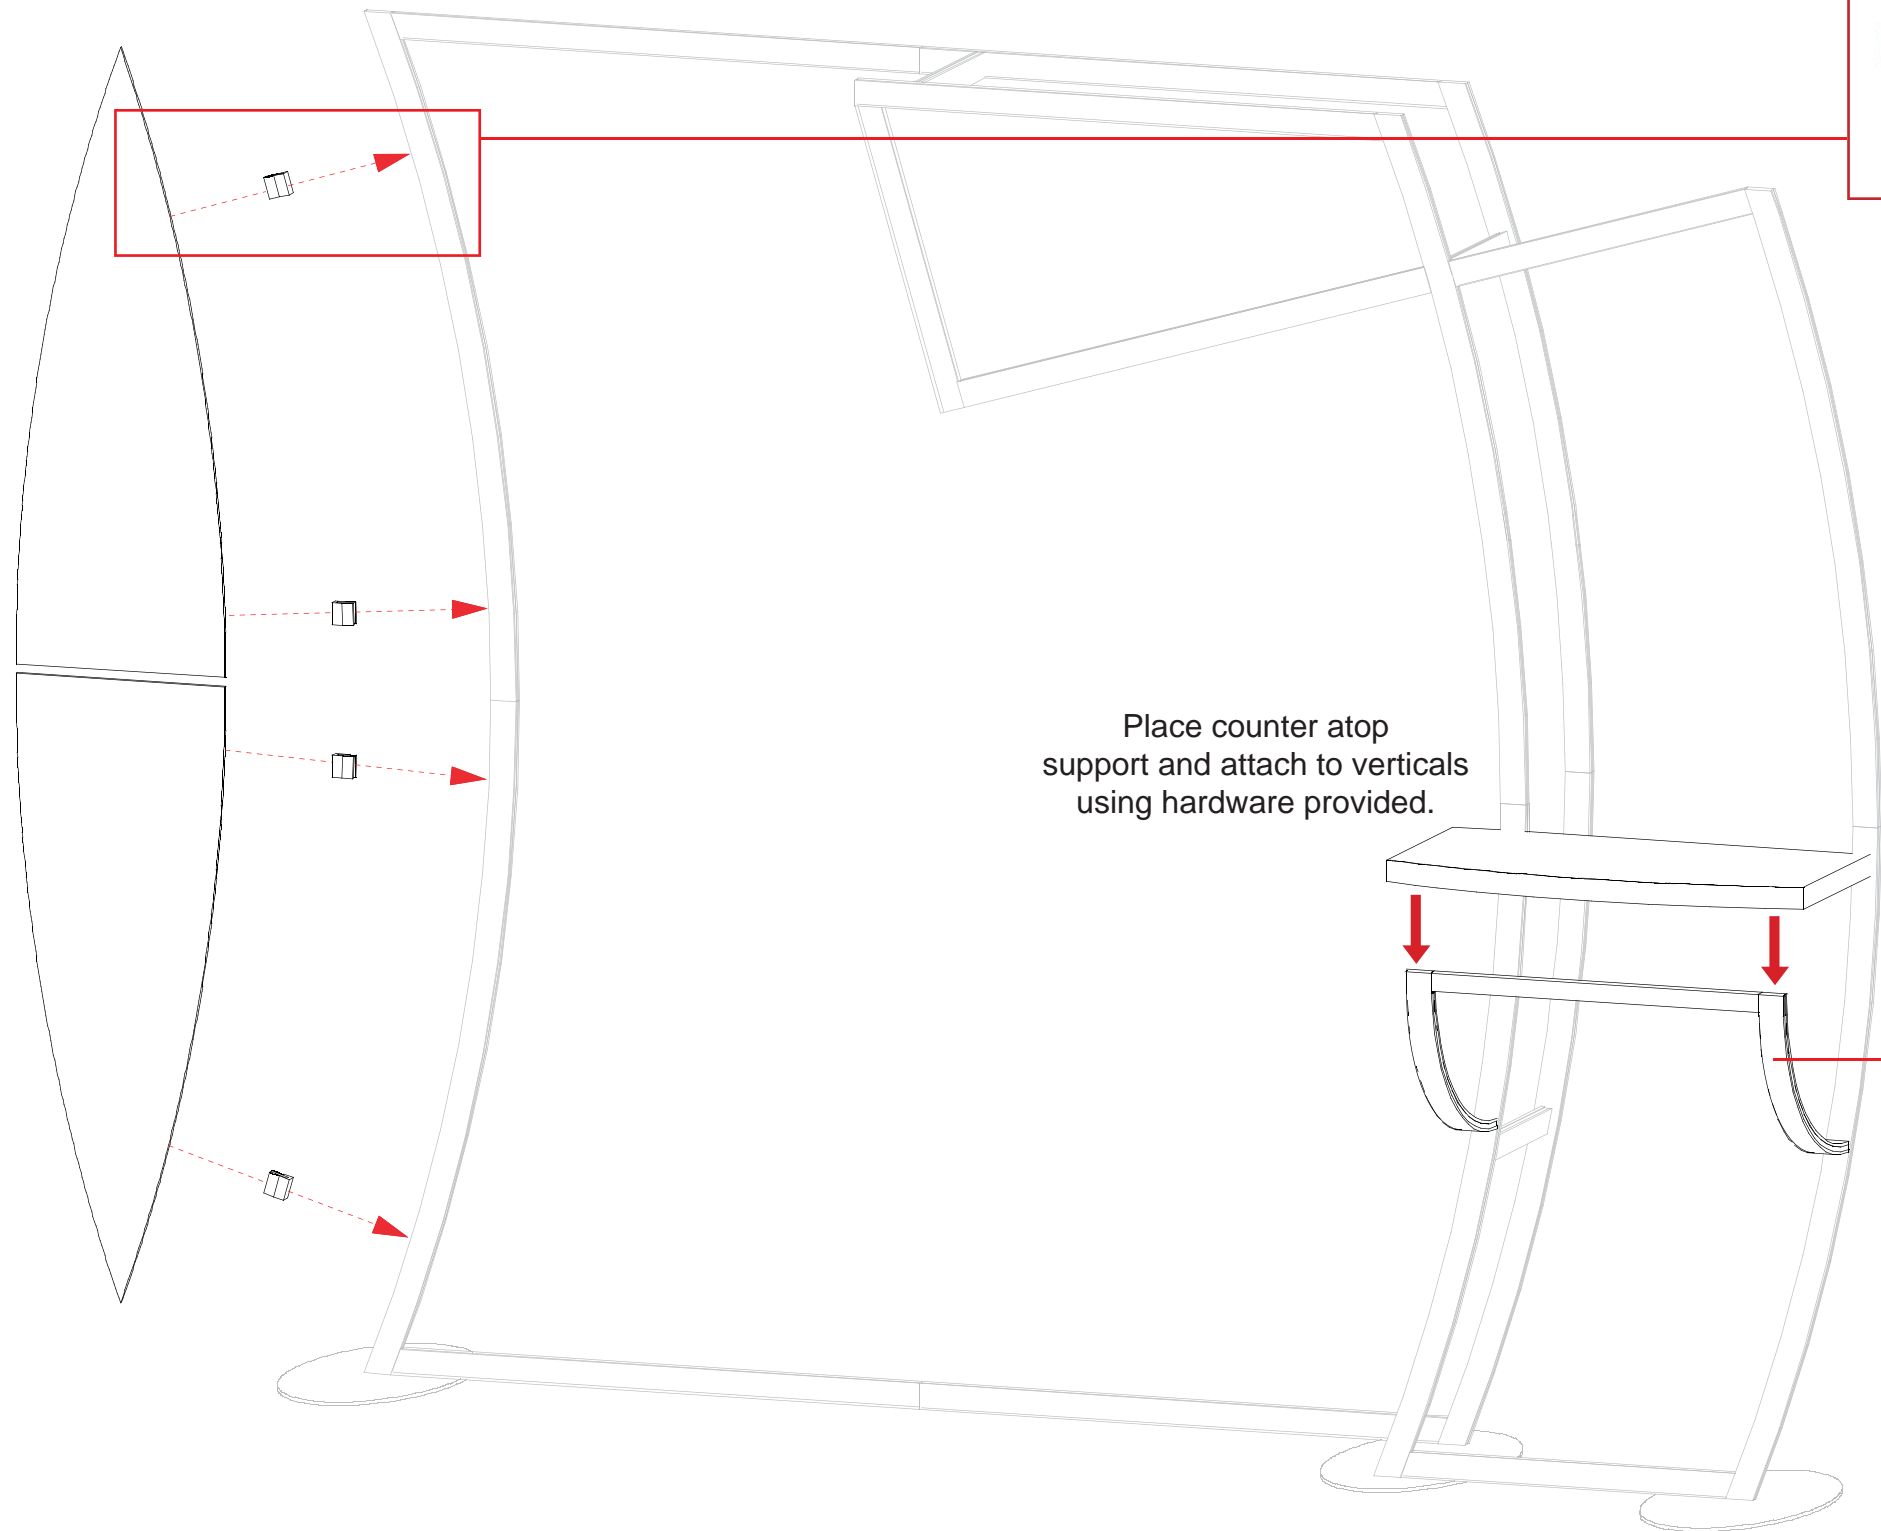 Place counter atop
support and attach to verticals
using hardware provided.